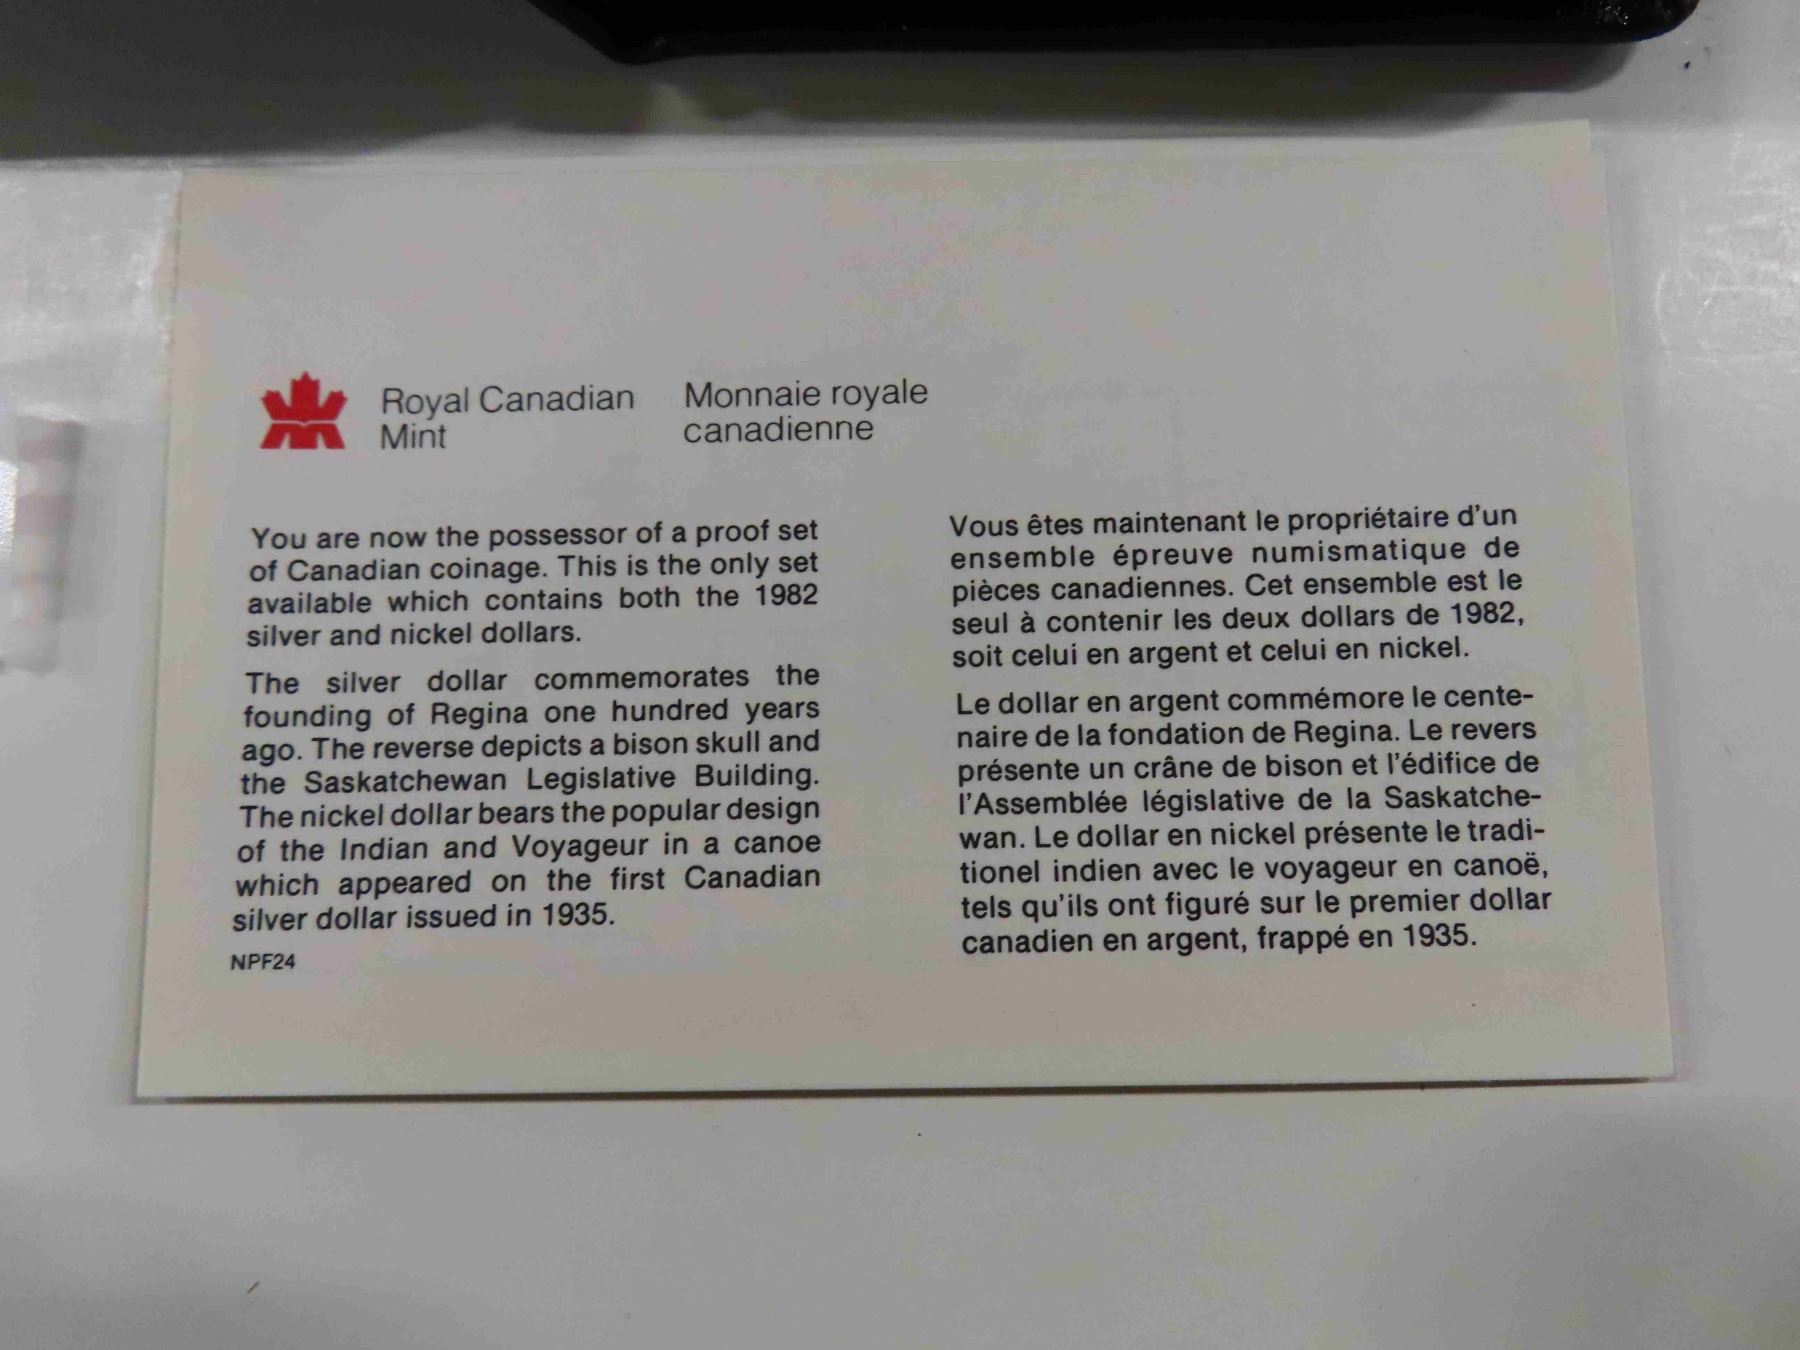 Royal Canadian
Mint
Monnaie royale
canadienne
You are now the possessor of a proof set
of Canadian coinage. This is the only set
available which contains both the 1982
silver and nickel dollars.
The silver dollar commemorates the
founding of Regina one hundred years
ago. The reverse depicts a bison skull and
the Saskatchewan Legislative Building.
The nickel dollar bears the popular design
of the Indian and Voyageur in a canoe
which appeared on the first Canadian
silver dollar issued in 1935.
NPF24
Vous êtes maintenant le propriétaire d'un
ensemble épreuve numismatique de
pièces canadiennes. Cet ensemble est le
seul à contenir les deux dollars de 1982,
soit celui en argent et celui en nickel.
Le dollar en argent commémore le cente-
naire de la fondation de Regina. Le revers
présente un crâne de bison et l'édifice de
l'Assemblée législative de la Saskatche-
wan. Le dollar en nickel présente le tradi-
tionel indien avec le voyageur en canoë,
tels qu'ils ont figuré sur le premier dollar
canadien en argent, frappé en 1935.